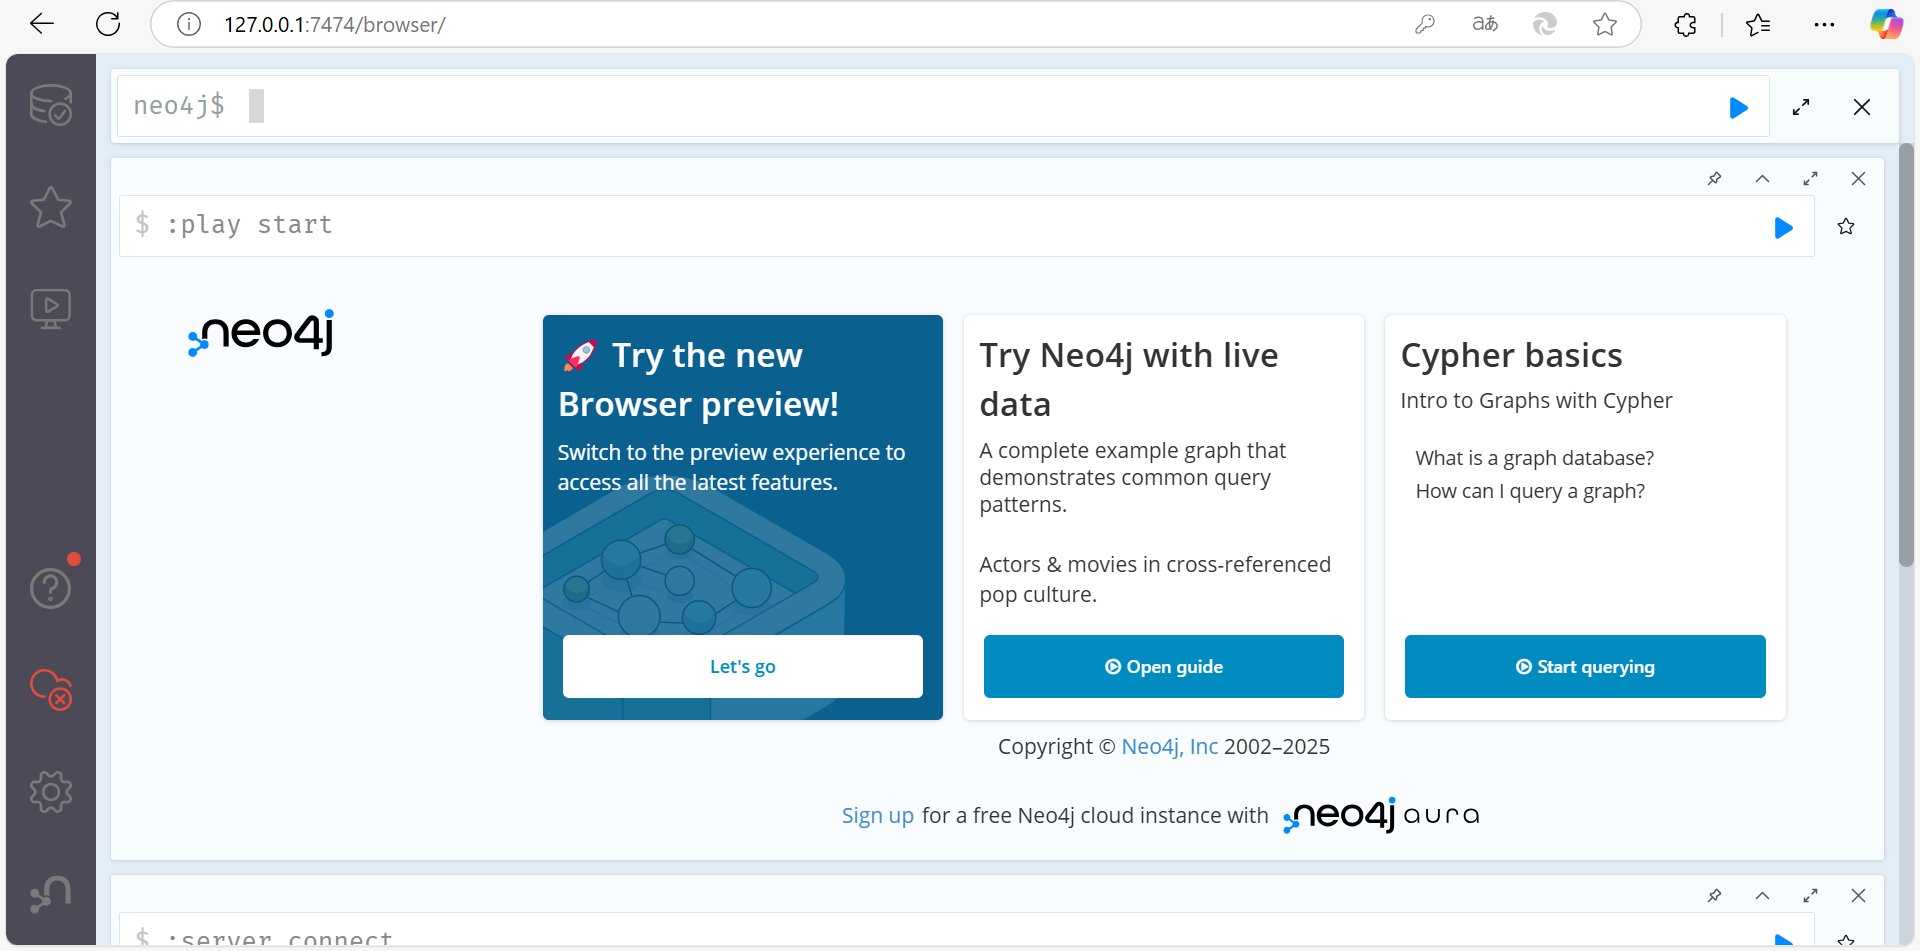 127.0.0.1:7474/browser/
aあ
neo4j$
$ :play start
neo4j
🚀 Try the new
Browser preview!
Switch to the preview experience to
access all the latest features.
Let's go
Try Neo4j with live
data
A complete example graph that
demonstrates common query
patterns.
Actors & movies in cross-referenced
pop culture.
Open guide
Cypher basics
Intro to Graphs with Cypher
What is a graph database?
How can I query a graph?
Start querying
Copyright © Neo4j, Inc 2002–2025
Sign up for a free Neo4j cloud instance with neo4j aura
$ :server connect